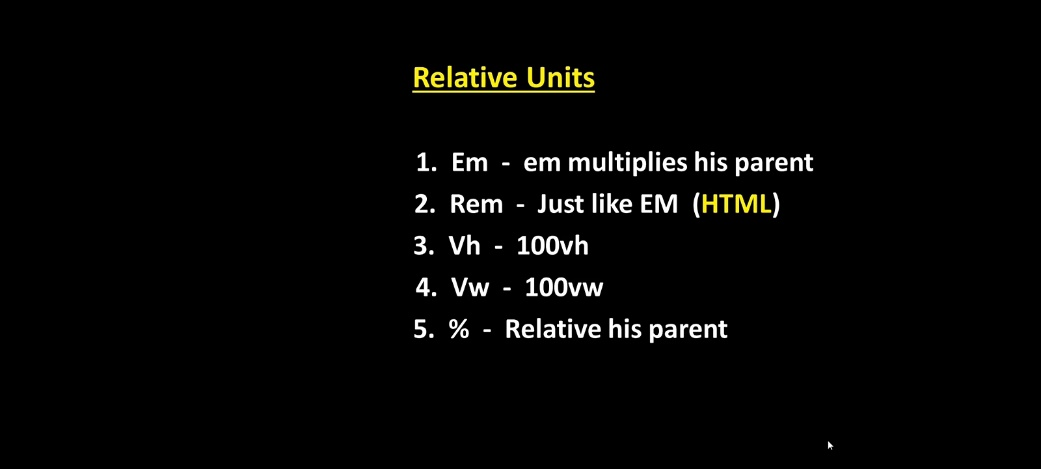 Relative Units
1. Em - em multiplies his parent
2. Rem - Just like EM (HTML)
3. Vh - 100vh
4. Vw - 100vw
5. % - Relative his parent